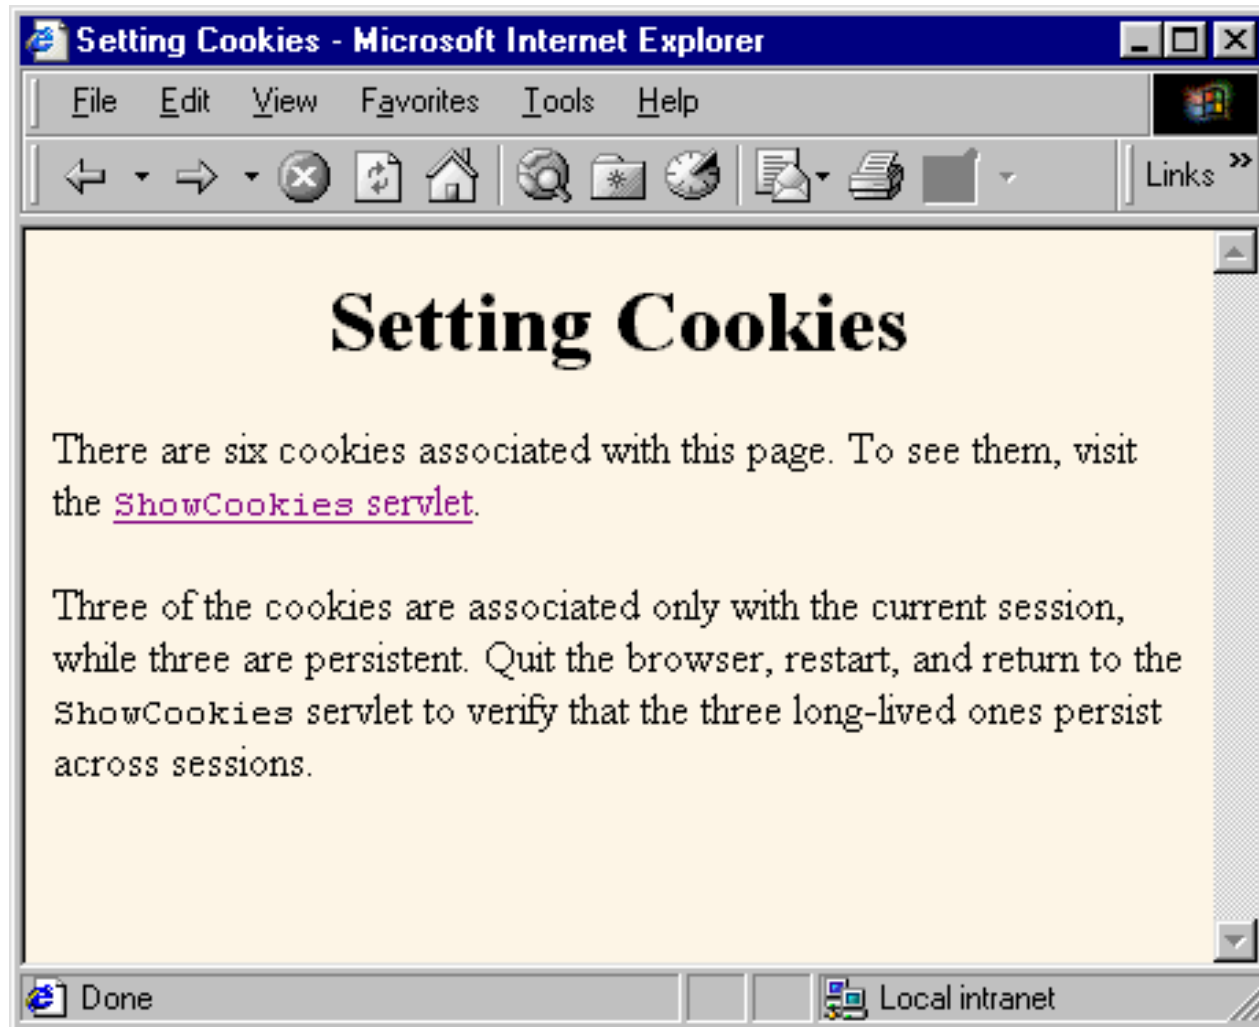 Setting Cookies - Microsoft Internet Explorer
File Edit View Favorites Tools Help
Links »
Setting Cookies
There are six cookies associated with this page. To see them, visit
the ShowCookies servlet.
Three of the cookies are associated only with the current session,
while three are persistent. Quit the browser, restart, and return to the
ShowCookies servlet to verify that the three long-lived ones persist
across sessions.
Done
Local intranet